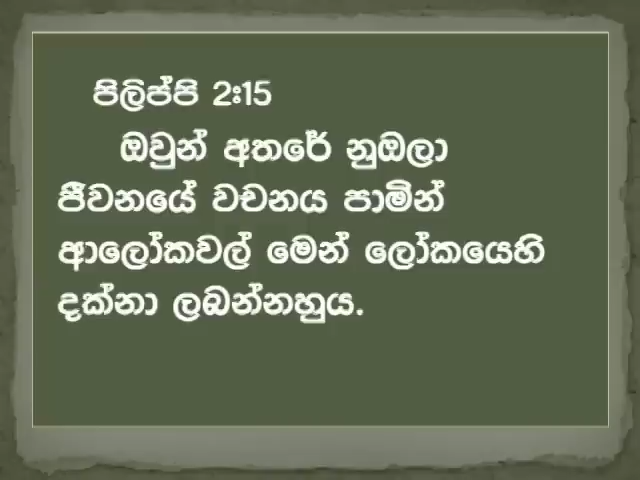 පිලිප්පි 2:15
ඔවුන් අතරේ නුඹලා
ජීවනයේ වචනය පාමින්
ආලෝකවල් මෙන් ලෝකයෙහි
දක්නා ලබන්නහුය.